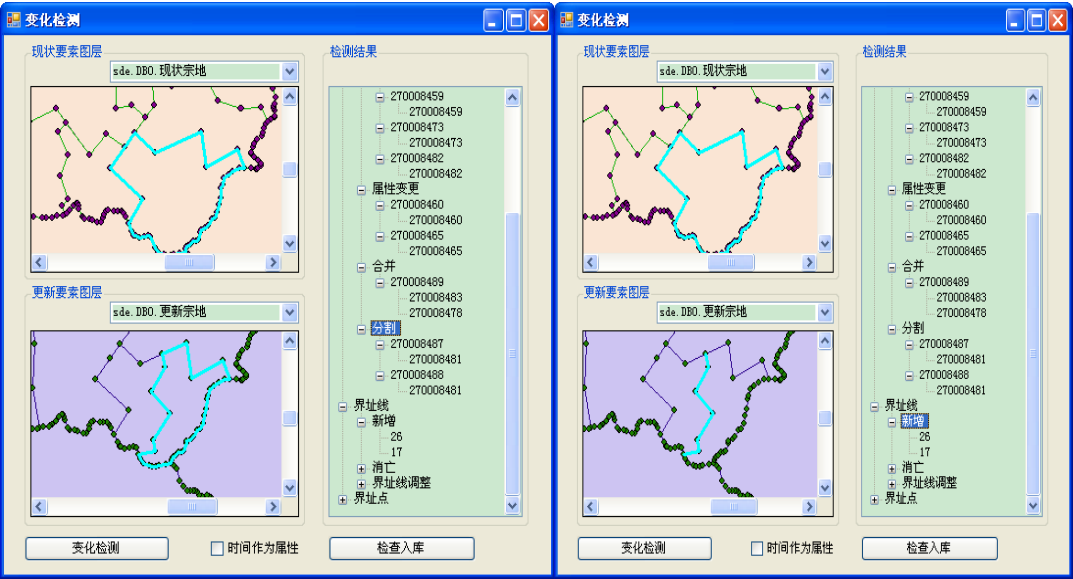 变化检测
现状要素图层
sde.DBO.现状宗地
更新要素图层
sde.DBO.更新宗地
检测结果
270008459
270008459
270008473
270008473
270008482
270008482
属性变更
270008460
270008460
270008465
270008465
合并
270008489
270008483
270008478
分割
270008487
270008481
270008488
270008481
界址线
新增
26
17
消亡
界址线调整
界址点
变化检测
时间作为属性
检查入库
变化检测
现状要素图层
sde.DBO.现状宗地
更新要素图层
sde.DBO.更新宗地
检测结果
270008459
270008459
270008473
270008473
270008482
270008482
属性变更
270008460
270008460
270008465
270008465
合并
270008489
270008483
270008478
分割
270008487
270008481
270008488
270008481
界址线
新增
26
17
消亡
界址线调整
界址点
变化检测
时间作为属性
检查入库